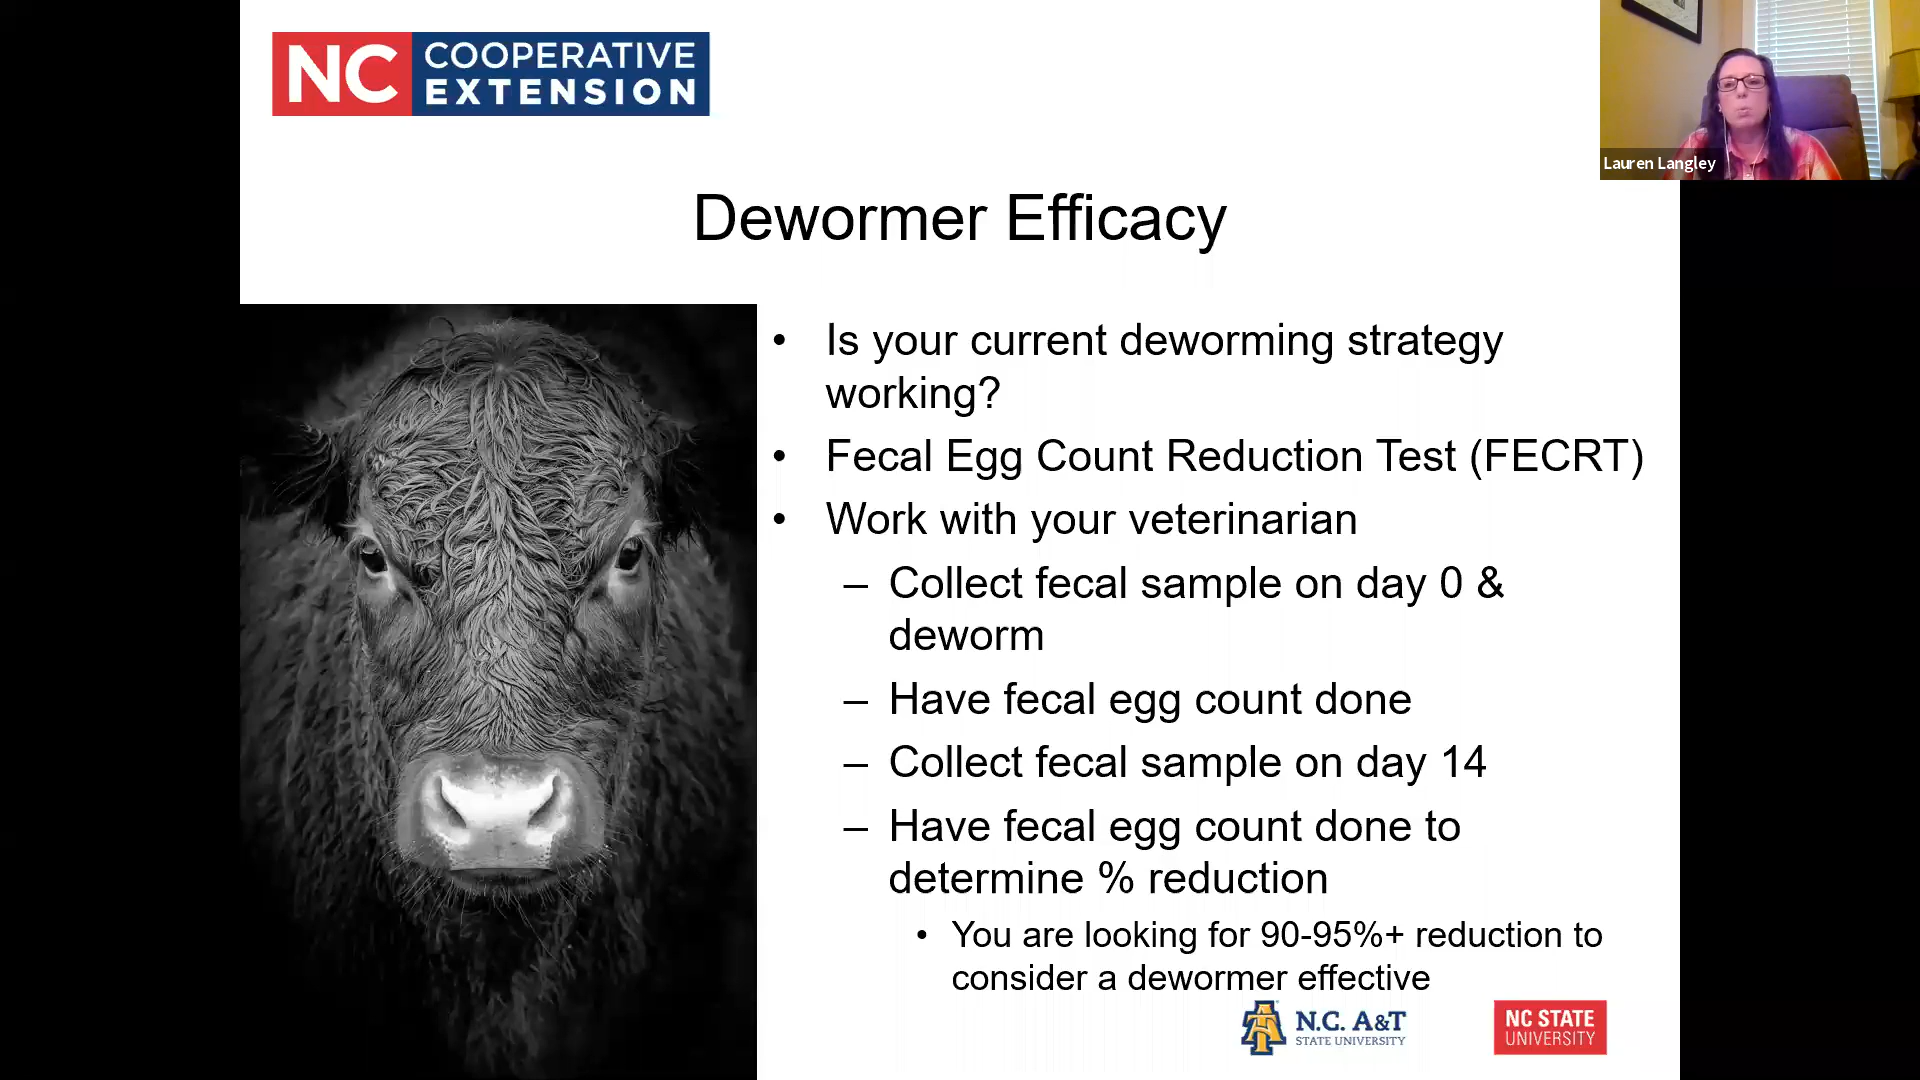 NC COOPERATIVE
EXTENSION
Lauren Langley
Dewormer Efficacy
• Is your current deworming strategy
working?
• Fecal Egg Count Reduction Test (FECRT)
• Work with your veterinarian
– Collect fecal sample on day 0 &
deworm
– Have fecal egg count done
– Collect fecal sample on day 14
– Have fecal egg count done to
determine % reduction
• You are looking for 90-95%+ reduction to
consider a dewormer effective
N.C. A&T
STATE UNIVERSITY
NC STATE
UNIVERSITY